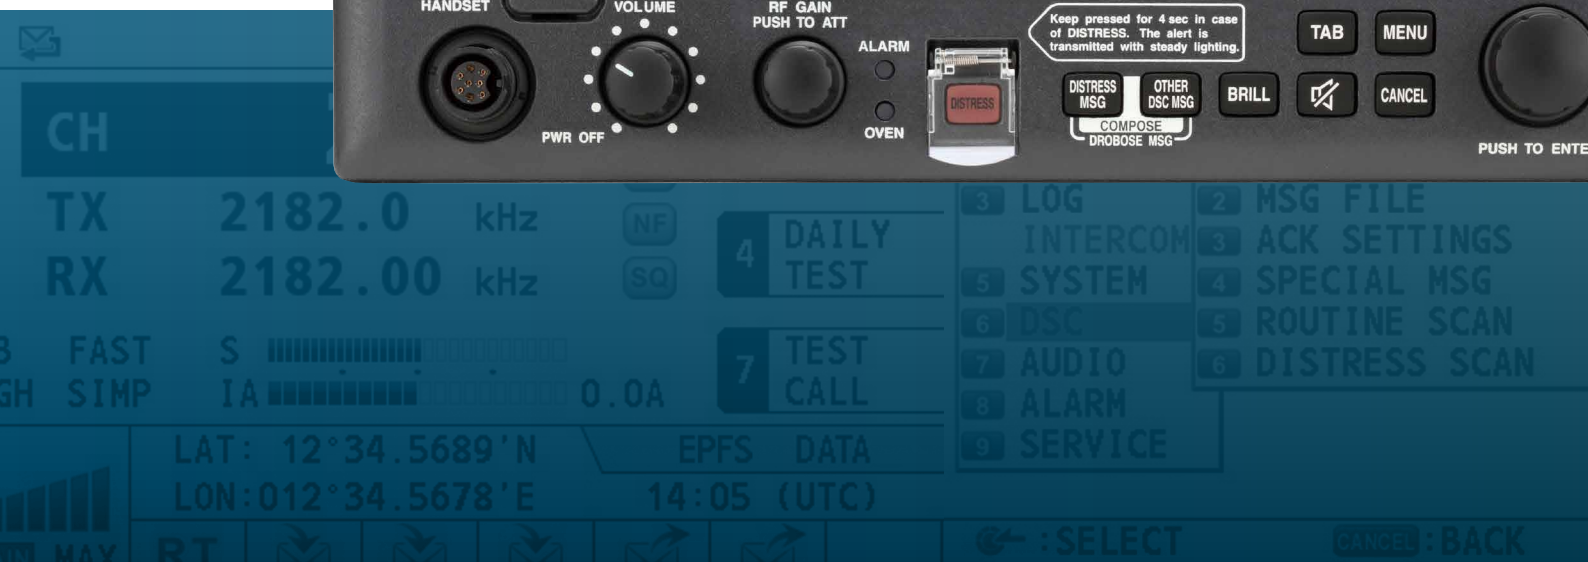 HANDSET
VOLUME
PWR OFF
RF GAIN
PUSH TO ATT
ALARM
OVEN
DISTRESS
Keep pressed for 4 sec in case
of DISTRESS. The alert is
transmitted with steady lighting.
DISTRESS
MSG
OTHER
DSC MSG
COMPOSE
DROBOSE MSG
BRILL
TAB
MENU
CANCEL
PUSH TO ENTE
CH
TX 2182.0 kHz
RX 2182.00 kHz
NF
SQ
FAST S
SIMP IA 0.0A
4 DAILY
TEST
7 TEST
CALL
3 LOG
INTERCOM
5 SYSTEM
6 DSC
7 AUDIO
8 ALARM
9 SERVICE
2 MSG FILE
3 ACK SETTINGS
4 SPECIAL MSG
5 ROUTINE SCAN
6 DISTRESS SCAN
LAT: 12°34.5689'N
LON:012°34.5678'E
EPFS DATA
14:05 (UTC)
MAX
RT
:SELECT
CANCEL :BACK